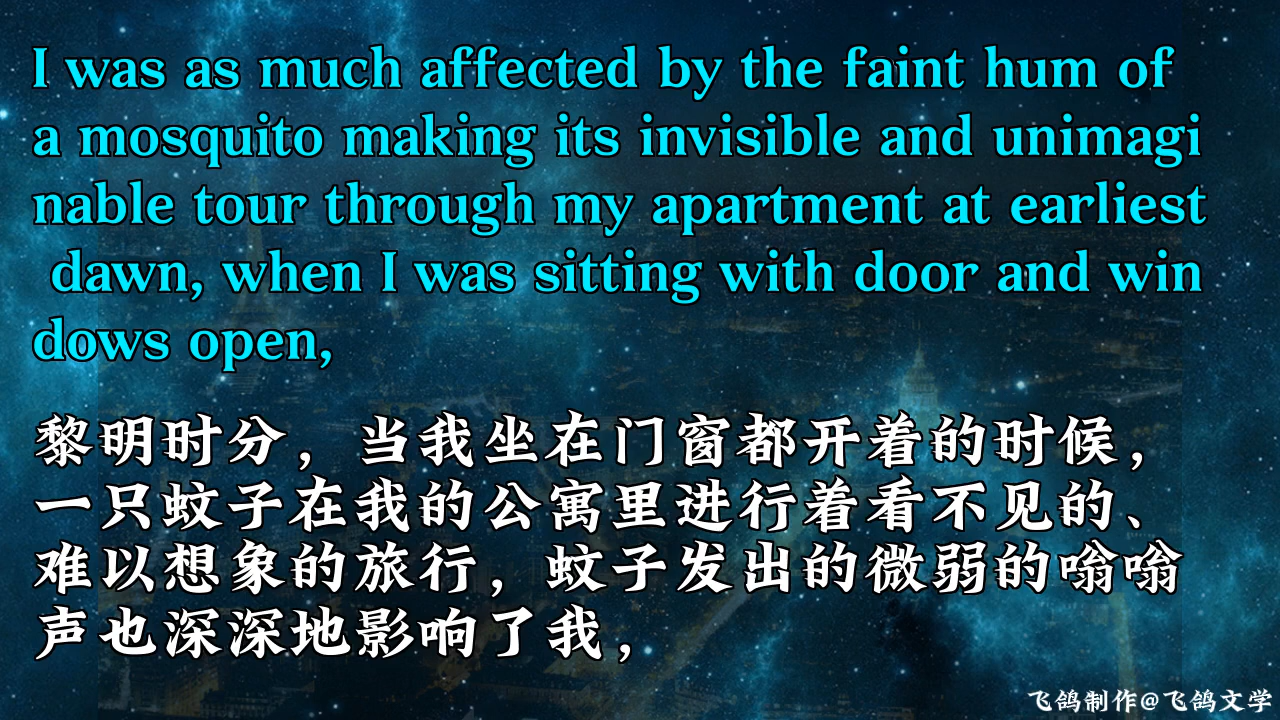 I was as much affected by the faint hum of
a mosquito making its invisible and unimagi
nable tour through my apartment at earliest
dawn, when I was sitting with door and win
dows open,
黎明时分，当我坐在门窗都开着的时候，
一只蚊子在我的公寓里进行着看不见的、
难以想象的旅行，蚊子发出的微弱的嗡嗡
声也深深地影响了我，
飞鸽制作@飞鸽文学